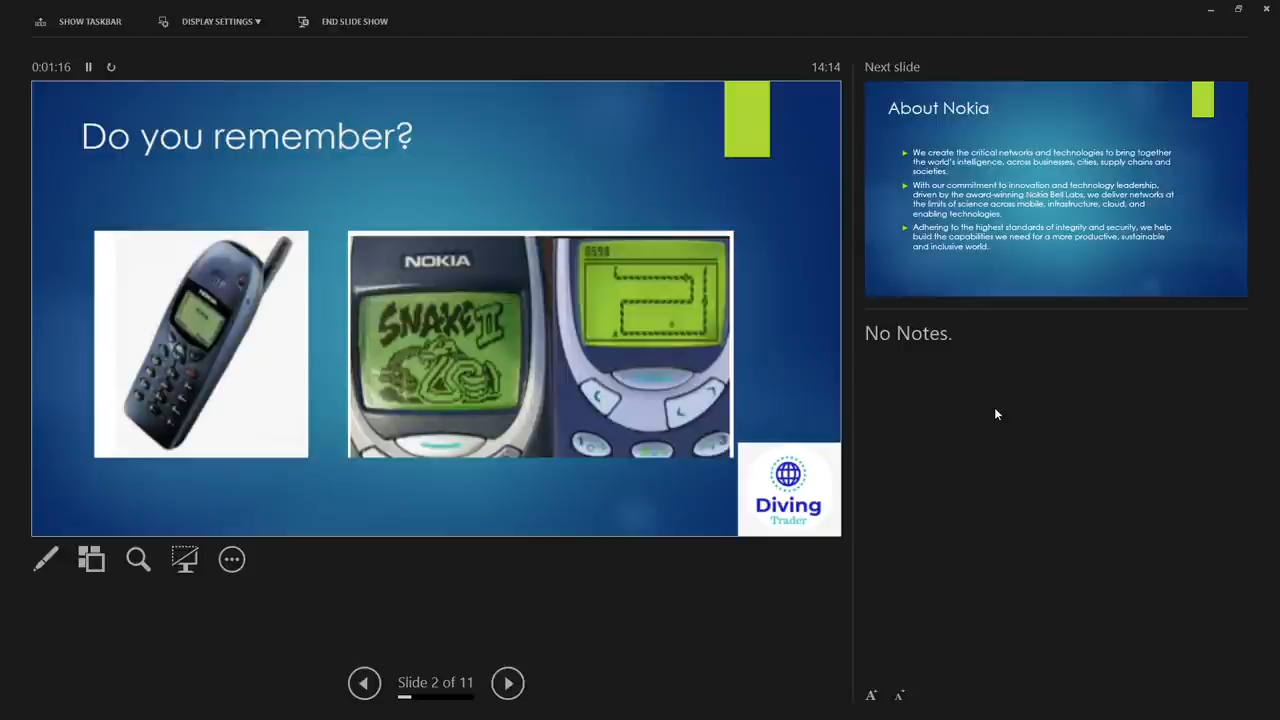 SHOW TASKBAR
DISPLAY SETTINGS ▼
END SLIDE SHOW
0:01:16
14:14
Next slide
Do you remember?
NOKIA
SNAKE II
0598
NOKIA
Diving
Trader
About Nokia
We create the critical networks and technologies to bring together
the world's intelligence, across businesses, cities, supply chains and
societies.
With our commitment to innovation and technology leadership,
driven by the award-winning Nokia Bell Labs, we deliver networks at
the limits of science across mobile, infrastructure, cloud, and
enabling technologies.
Adhering to the highest standards of integrity and security, we help
build the capabilities we need for a more productive, sustainable
and inclusive world.
No Notes.
Slide 2 of 11
A
A